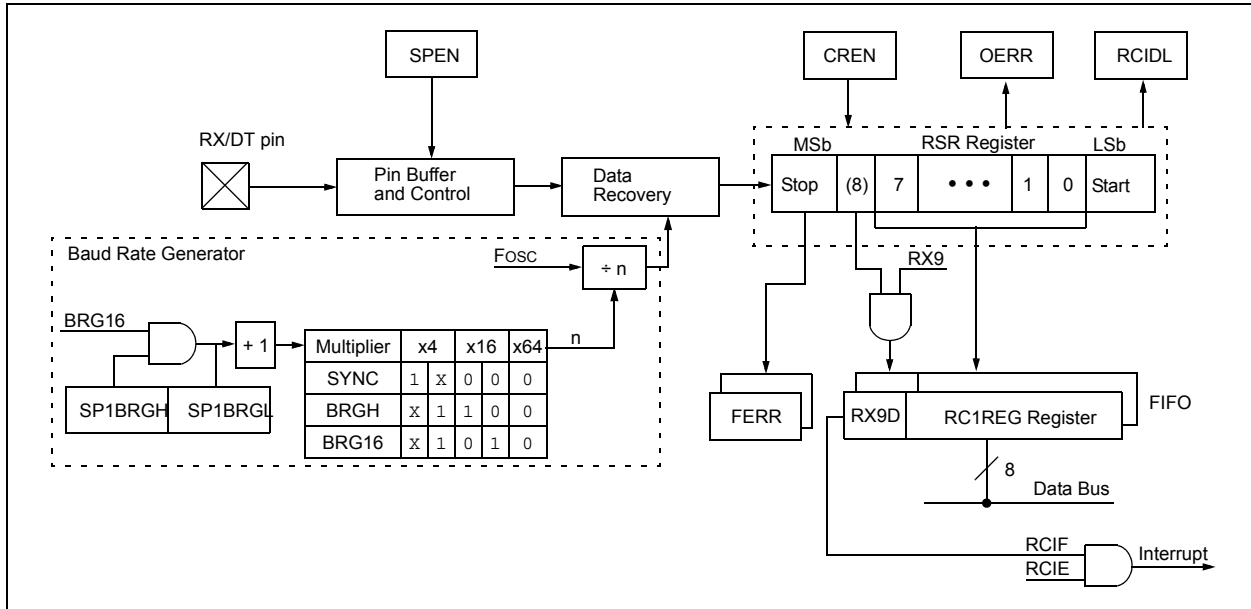 SPEN
CREN
OERR
RCIDL
RX/DT pin
MSb
RSR Register
LSb
Pin Buffer
and Control
Data
Recovery
Stop
(8)
7
• • •
1
0
Start
Baud Rate Generator
FOSC
÷ n
RX9
BRG16
+ 1
n
Multiplier x4 x16 x64
SYNC 1 X 0 0 0
BRGH X 1 1 0 0
BRG16 X 1 0 1 0
SP1BRGH
SP1BRGL
FERR
RX9D
RC1REG Register
FIFO
8
Data Bus
RCIF
RCIE
Interrupt